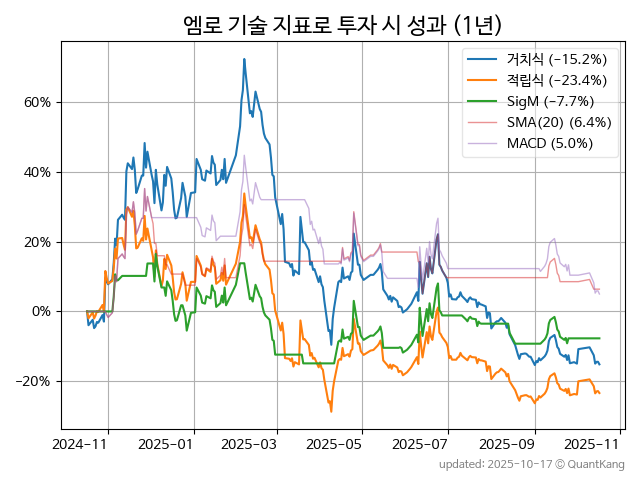 엠로 기술 지표로 투자 시 성과 (1년)
거치식 (−15.2%)
적립식 (−23.4%)
SigM (−7.7%)
SMA(20) (6.4%)
MACD (5.0%)
60%
40%
20%
0%
−20%
2024-11 2025-01 2025-03 2025-05 2025-07 2025-09 2025-11
updated: 2025-10-17 © QuantKang